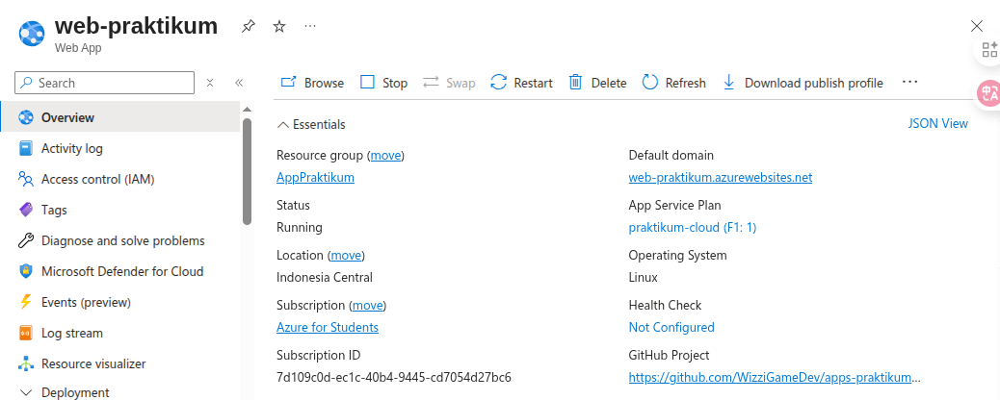 web-praktikum
Web App
Search
Overview
Activity log
Access control (IAM)
Tags
Diagnose and solve problems
Microsoft Defender for Cloud
Events (preview)
Log stream
Resource visualizer
Deployment
Browse
Stop
Swap
Restart
Delete
Refresh
Download publish profile
Essentials
JSON View
Resource group (move)
AppPraktikum
Status
Running
Location (move)
Indonesia Central
Subscription (move)
Azure for Students
Subscription ID
7d109c0d-ec1c-40b4-9445-cd7054d27bc6
Default domain
web-praktikum.azurewebsites.net
App Service Plan
praktikum-cloud (F1: 1)
Operating System
Linux
Health Check
Not Configured
GitHub Project
https://github.com/WizziGameDev/apps-praktikum...
中A